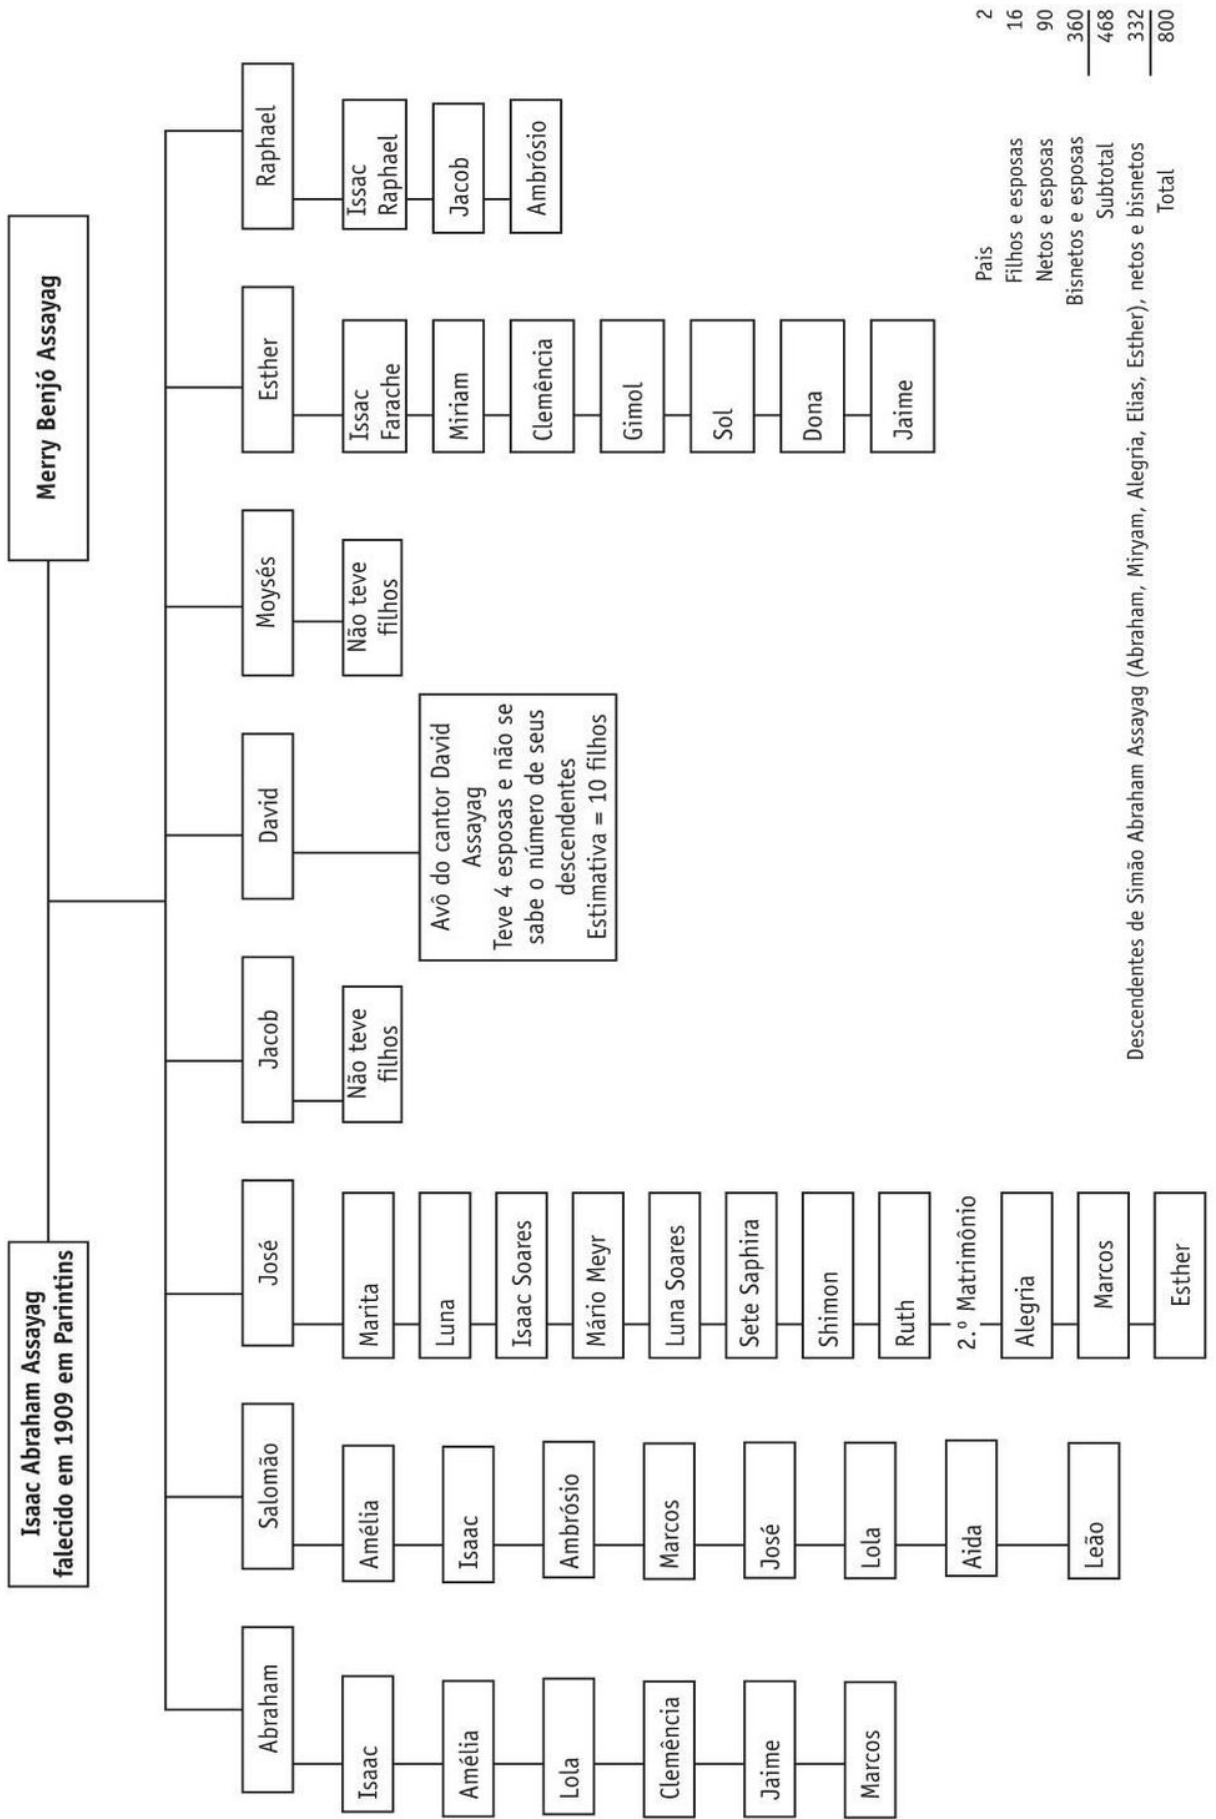 Isaac Abraham Assayag
falecido em 1909 em Parintins
Merry Benjó Assayag
Abraham
Isaac
Amélia
Lola
Clemência
Jaime
Marcos
Salomão
Amélia
Isaac
Ambrósio
Marcos
José
Lola
Aida
Leão
José
Marita
Luna
Isaac Soares
Mário Meyr
Luna Soares
Sete Saphira
Shimon
Ruth
2.º Matrimônio
Alegria
Marcos
Esther
Jacob
Não teve
filhos
David
Avô do cantor David
Assayag
Teve 4 esposas e não se
sabe o número de seus
descendentes
Estimativa = 10 filhos
Moysés
Não teve
filhos
Esther
Issac
Farache
Miriam
Clemência
Gimol
Sol
Dona
Jaime
Raphael
Issac
Raphael
Jacob
Ambrósio
Pais 2
Filhos e esposas 16
Netos e esposas 90
Bisnetos e esposas 360
Subtotal 468
Descendentes de Simão Abraham Assayag (Abraham, Miryam, Alegria, Elias, Esther), netos e bisnetos 332
Total 800